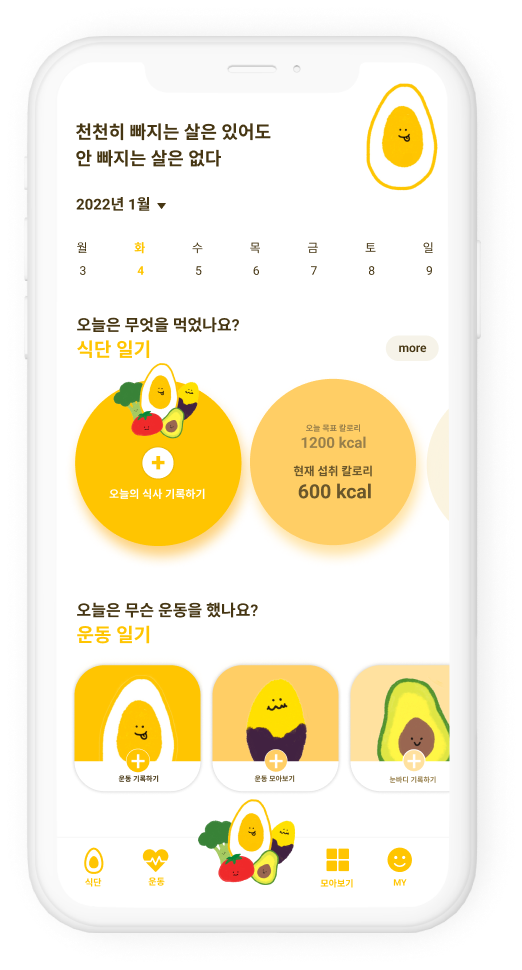 천천히 빠지는 살은 있어도
안 빠지는 살은 없다
2022년 1월
월 화 수 목 금 토 일
3 4 5 6 7 8 9
오늘은 무엇을 먹었나요?
식단 일기
more
오늘의 식사 기록하기
오늘 목표 칼로리
1200 kcal
현재 섭취 칼로리
600 kcal
오늘은 무슨 운동을 했나요?
운동 일기
운동 기록하기
운동 모아보기
눈바디 기록하기
식단 운동 모아보기 MY